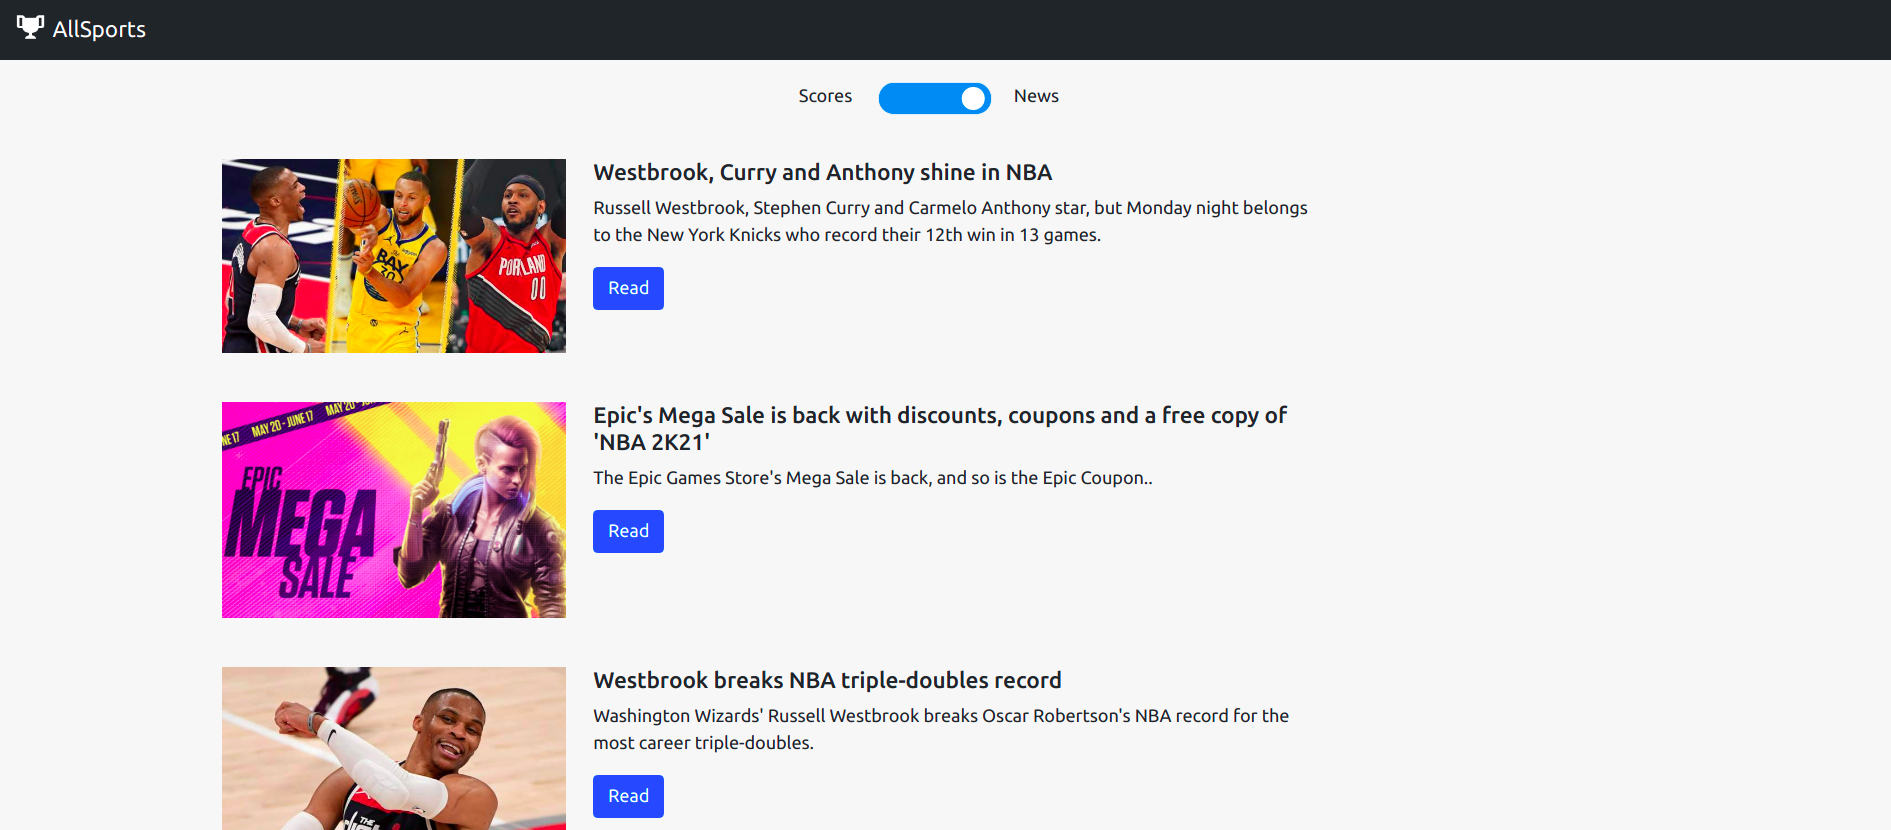 AllSports
Scores
News
Westbrook, Curry and Anthony shine in NBA
Russell Westbrook, Stephen Curry and Carmelo Anthony star, but Monday night belongs
to the New York Knicks who record their 12th win in 13 games.
Read
BAY
30
PORTLAND
00
Epic's Mega Sale is back with discounts, coupons and a free copy of
'NBA 2K21'
The Epic Games Store's Mega Sale is back, and so is the Epic Coupon..
Read
NE 17 MAY 20 - JUNE 17 MAY 20 -
EPIC
MEGA
SALE
Westbrook breaks NBA triple-doubles record
Washington Wizards' Russell Westbrook breaks Oscar Robertson's NBA record for the
most career triple-doubles.
Read
THE